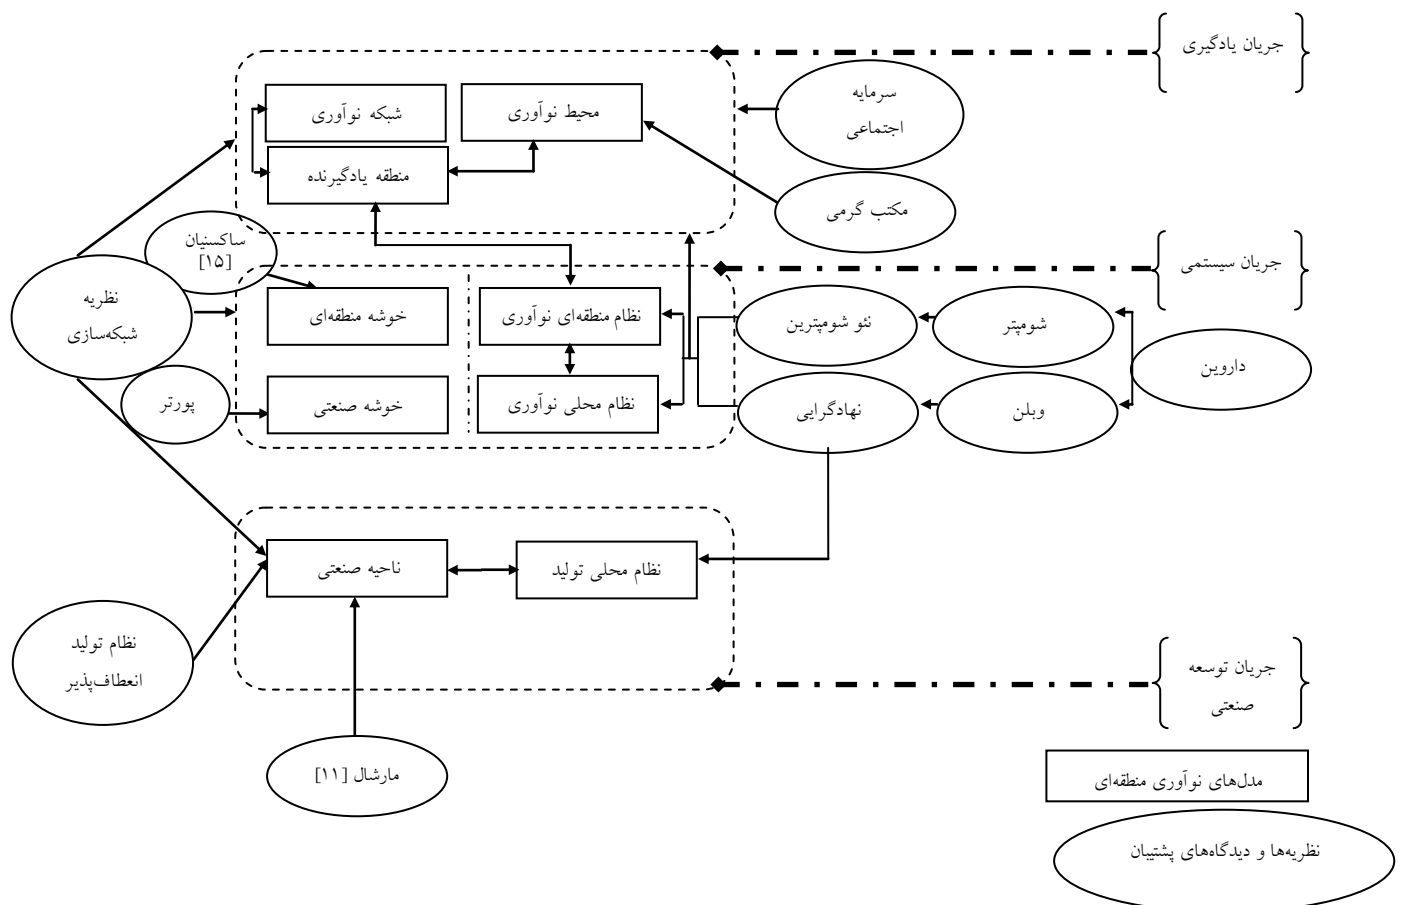 جریان یادگیری
سرمایه
اجتماعی
محیط نوآوری
شبکه نوآوری
منطقه یادگیرنده
مکتب گرمی
جریان سیستمی
ساکسنیان
[۱۵]
نظریه
شبکه‌سازی
خوشه منطقه‌ای
نظام منطقه‌ای نوآوری
نئو شومپترین
شومپتر
داروین
پورتر
خوشه صنعتی
نظام محلی نوآوری
نهادگرایی
وبلن
ناحیه صنعتی
نظام محلی تولید
نظام تولید
انعطاف‌پذیر
جریان توسعه
صنعتی
مارشال [۱۱]
مدل‌های نوآوری منطقه‌ای
نظریه‌ها و دیدگاه‌های پشتیبان